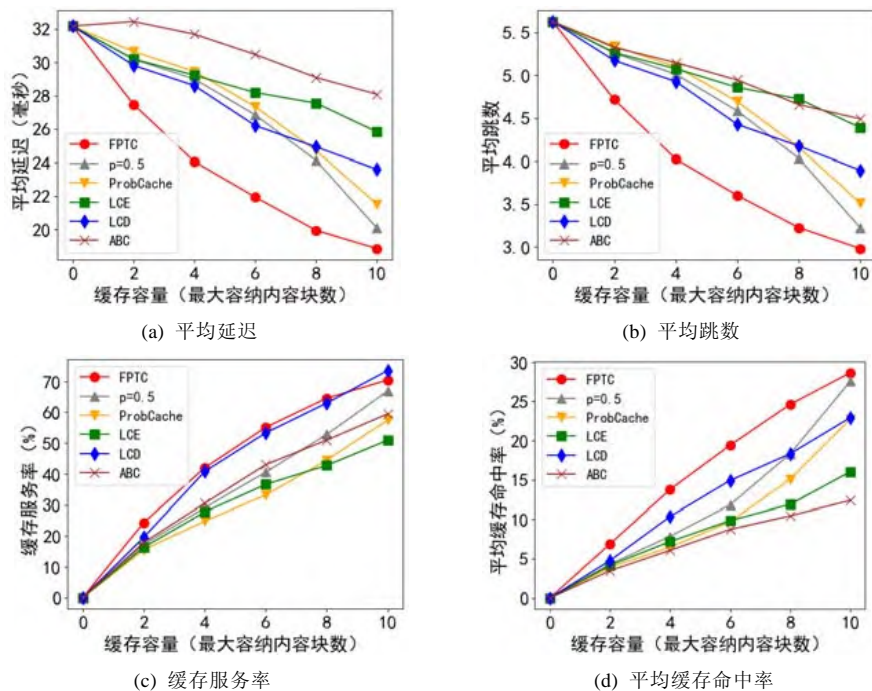 32
30
28
26
24
22
20
平均延迟（毫秒）
FPTC
p=0.5
ProbCache
LCE
LCD
ABC
0 2 4 6 8 10
缓存容量（最大容纳内容块数）
(a) 平均延迟
5.5
5.0
4.5
4.0
3.5
3.0
平均跳数
FPTC
p=0.5
ProbCache
LCE
LCD
ABC
0 2 4 6 8 10
缓存容量（最大容纳内容块数）
(b) 平均跳数
70
60
50
40
30
20
10
0
缓存服务率（%）
FPTC
p=0.5
ProbCache
LCE
LCD
ABC
0 2 4 6 8 10
缓存容量（最大容纳内容块数）
(c) 缓存服务率
30
25
20
15
10
5
0
平均缓存命中率（%）
FPTC
p=0.5
ProbCache
LCE
LCD
ABC
0 2 4 6 8 10
缓存容量（最大容纳内容块数）
(d) 平均缓存命中率